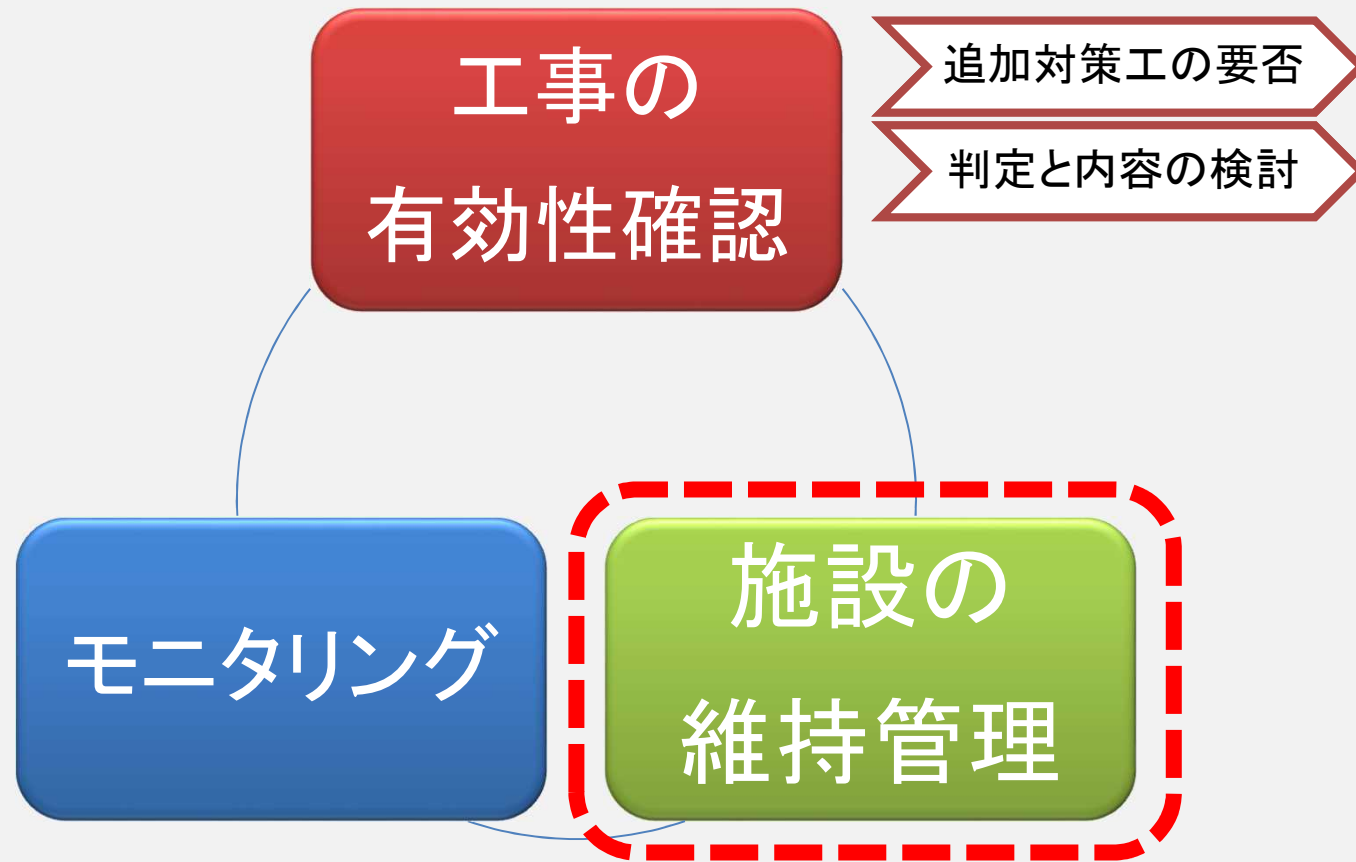 工事の
有効性確認
追加対策工の要否
判定と内容の検討
モニタリング
施設の
維持管理